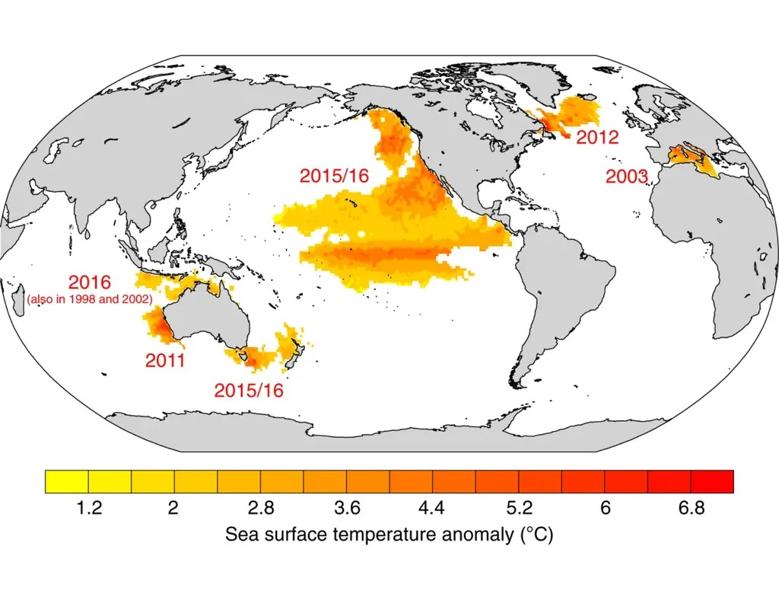 2012
2015/16
2003
2016
(also in 1998 and 2002)
2011
2015/16
1.2 2 2.8 3.6 4.4 5.2 6 6.8
Sea surface temperature anomaly (°C)